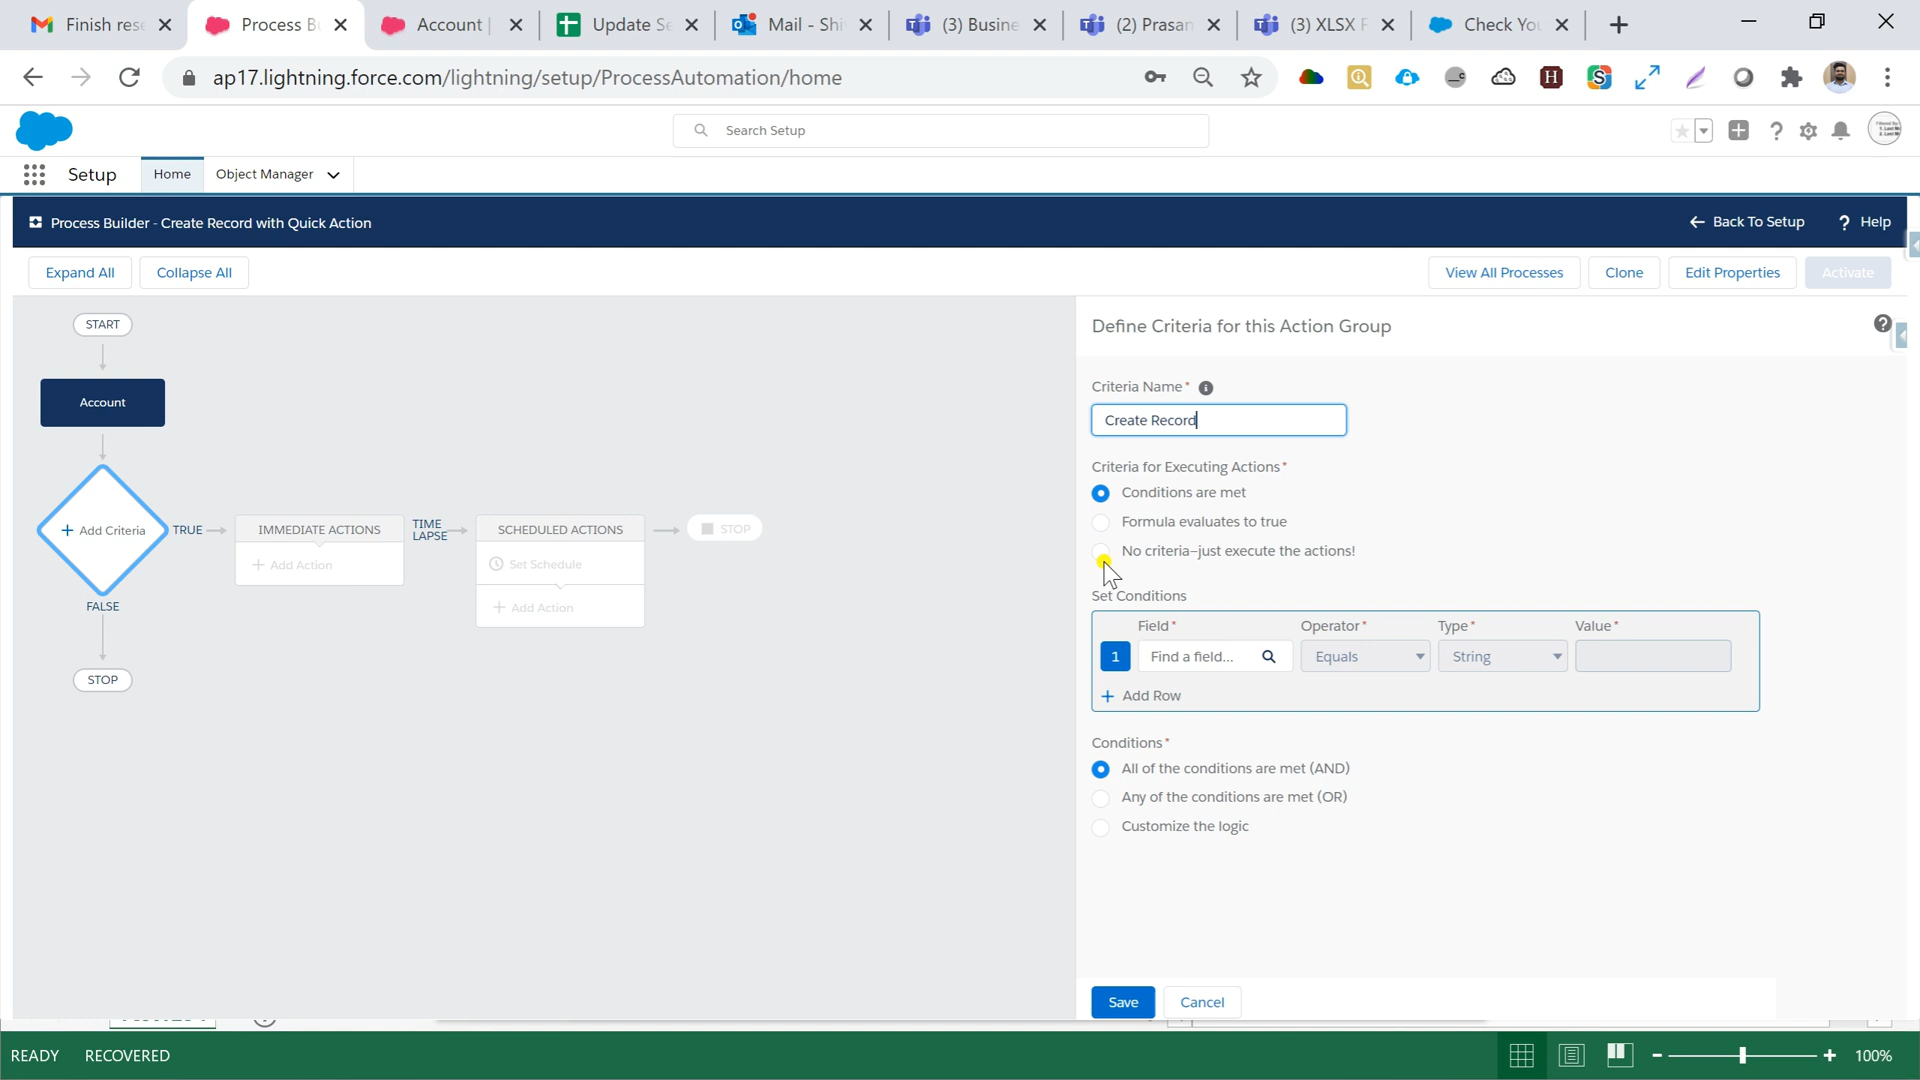 Finish rese
Process B
Account |
Update Se
Mail - Shiv
(3) Busine
(2) Prasan
(3) XLSX F
Check You
ap17.lightning.force.com/lightning/setup/ProcessAutomation/home
Search Setup
Setup
Home
Object Manager
Process Builder - Create Record with Quick Action
Back To Setup
? Help
Expand All
Collapse All
View All Processes
Clone
Edit Properties
Activate
START
Account
+ Add Criteria
TRUE
IMMEDIATE ACTIONS
+ Add Action
TIME
LAPSE
SCHEDULED ACTIONS
Set Schedule
+ Add Action
STOP
FALSE
STOP
Define Criteria for this Action Group
Criteria Name*
Create Record
Criteria for Executing Actions*
Conditions are met
Formula evaluates to true
No criteria—just execute the actions!
Set Conditions
Field*
Operator*
Type*
Value*
1
Find a field...
Equals
String
+ Add Row
Conditions*
All of the conditions are met (AND)
Any of the conditions are met (OR)
Customize the logic
Save
Cancel
READY
RECOVERED
100%